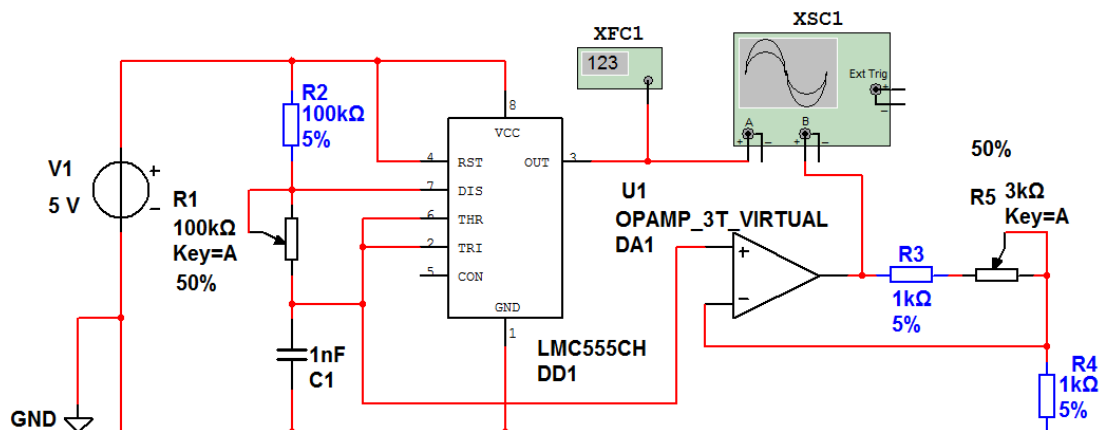 XFC1
123
XSC1
Ext Trig
+
−
A
B
+
−
+
−
V1
5 V
+
−
R2
100kΩ
5%
R1
100kΩ
Key=A
50%
8
VCC
4
RST
OUT
3
7
DIS
6
THR
2
TRI
5
CON
GND
1
LMC555CH
DD1
1nF
C1
GND
U1
OPAMP_3T_VIRTUAL
DA1
+
−
R3
1kΩ
5%
50%
R5
3kΩ
Key=A
R4
1kΩ
5%